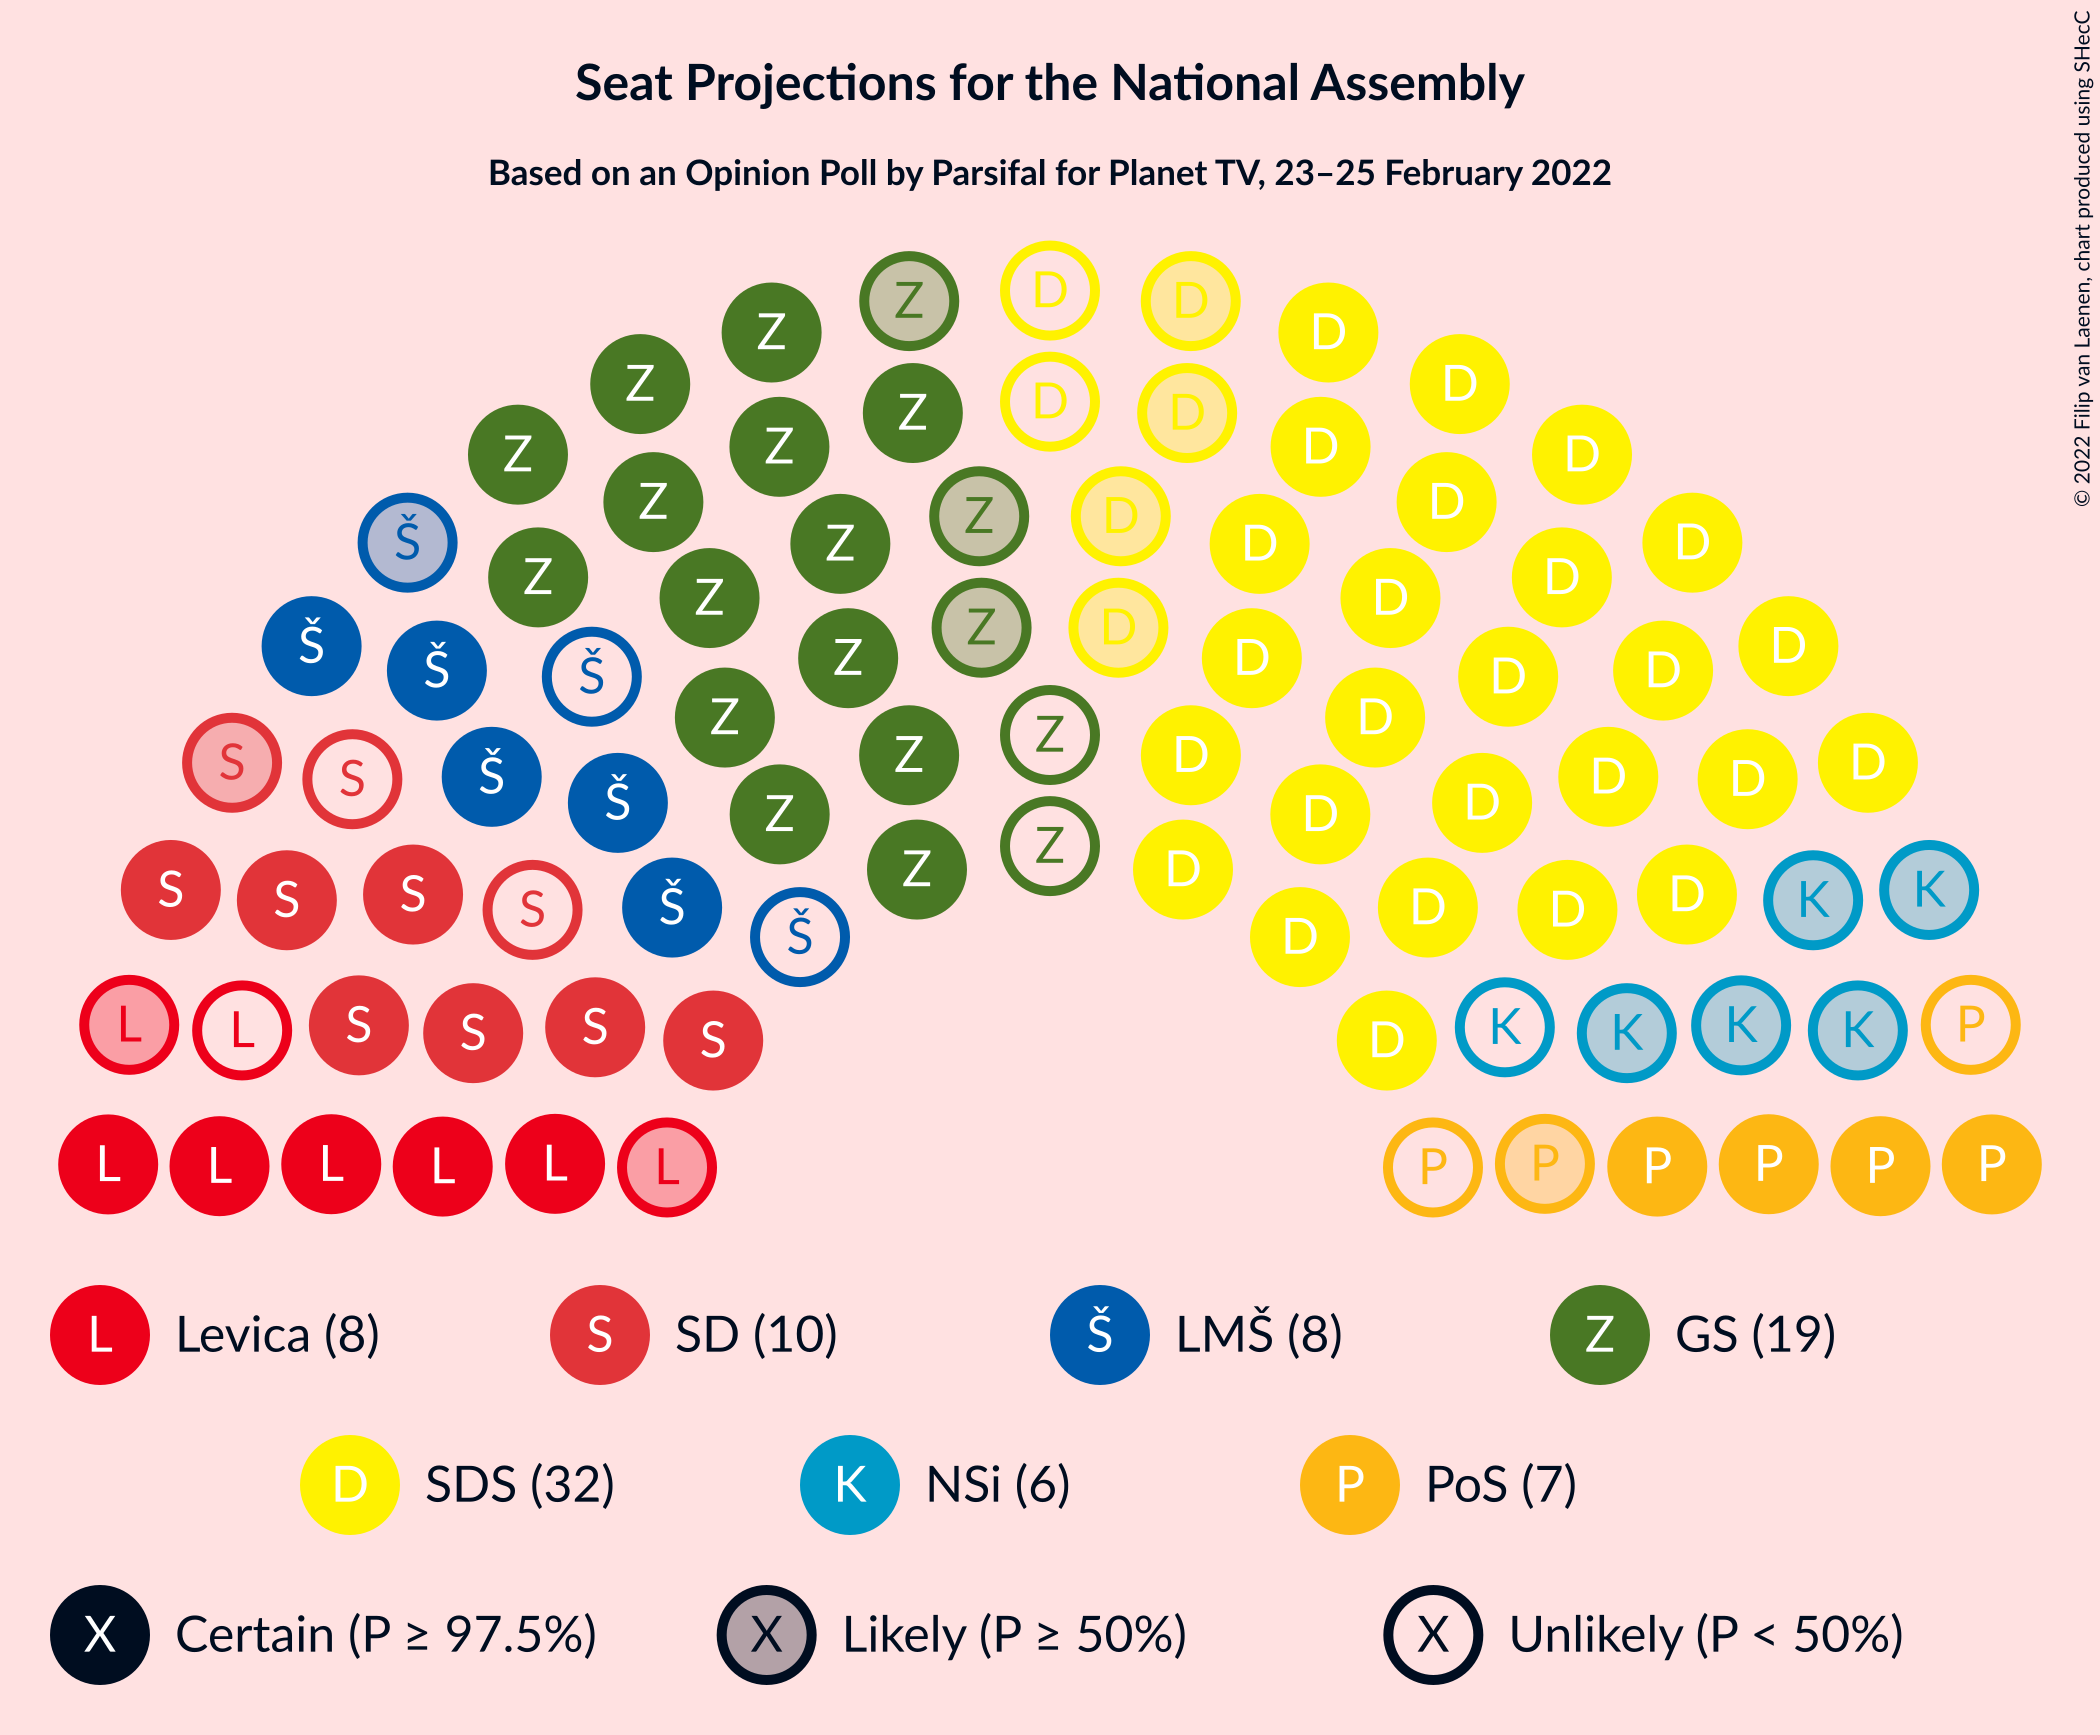 Seat Projections for the National Assembly
Based on an Opinion Poll by Parsifal for Planet TV, 23–25 February 2022
© 2022 Filip van Laenen, chart produced using SHecC
Z D D
Z D
Z D
Z D D
Z D
Z D
Z Z D D
Š D
Z D
Z D
Z D
Z D
Š D
Š D
Š D
Z D
Z D
Z Z D
S D
S D
Š D
Š D
Z D
Z Z D
S S S S D D K K
Š D
Š D
L L S S S S D K K K K P
L L L L L L P P P P P P
L Levica (8)
S SD (10)
Š LMŠ (8)
Z GS (19)
D SDS (32)
K NSi (6)
P PoS (7)
X Certain (P ≥ 97.5%)
X Likely (P ≥ 50%)
X Unlikely (P < 50%)